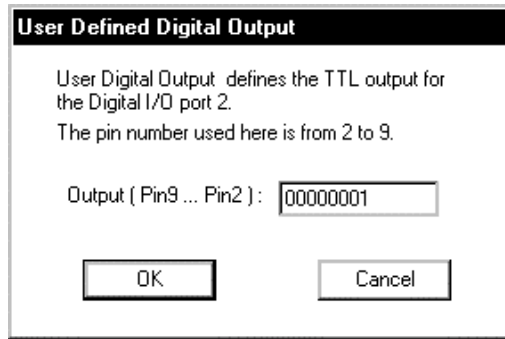 User Defined Digital Output
User Digital Output defines the TTL output for
the Digital I/O port 2.
The pin number used here is from 2 to 9.
Output ( Pin9 ... Pin2 ) : 00000001
OK Cancel